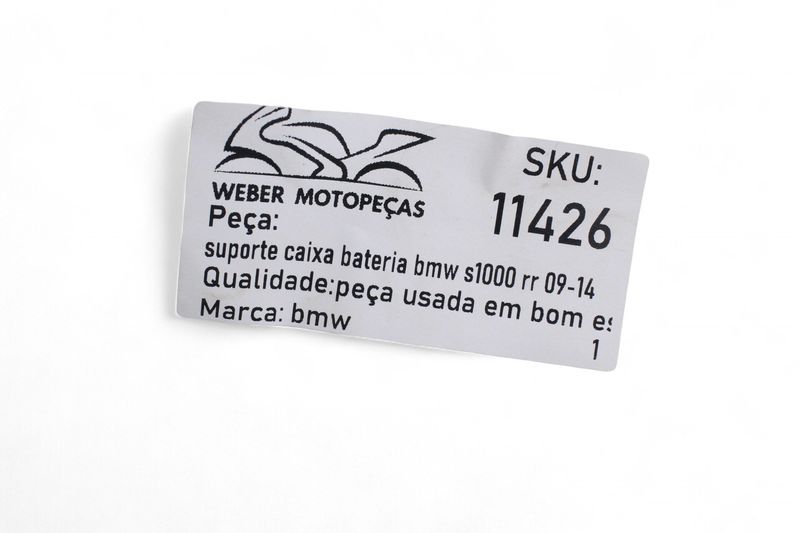 WEBER MOTOPEÇAS
SKU:
11426
Peça:
suporte caixa bateria bmw s1000 rr 09-14
Qualidade:peça usada em bom es
Marca: bmw
1